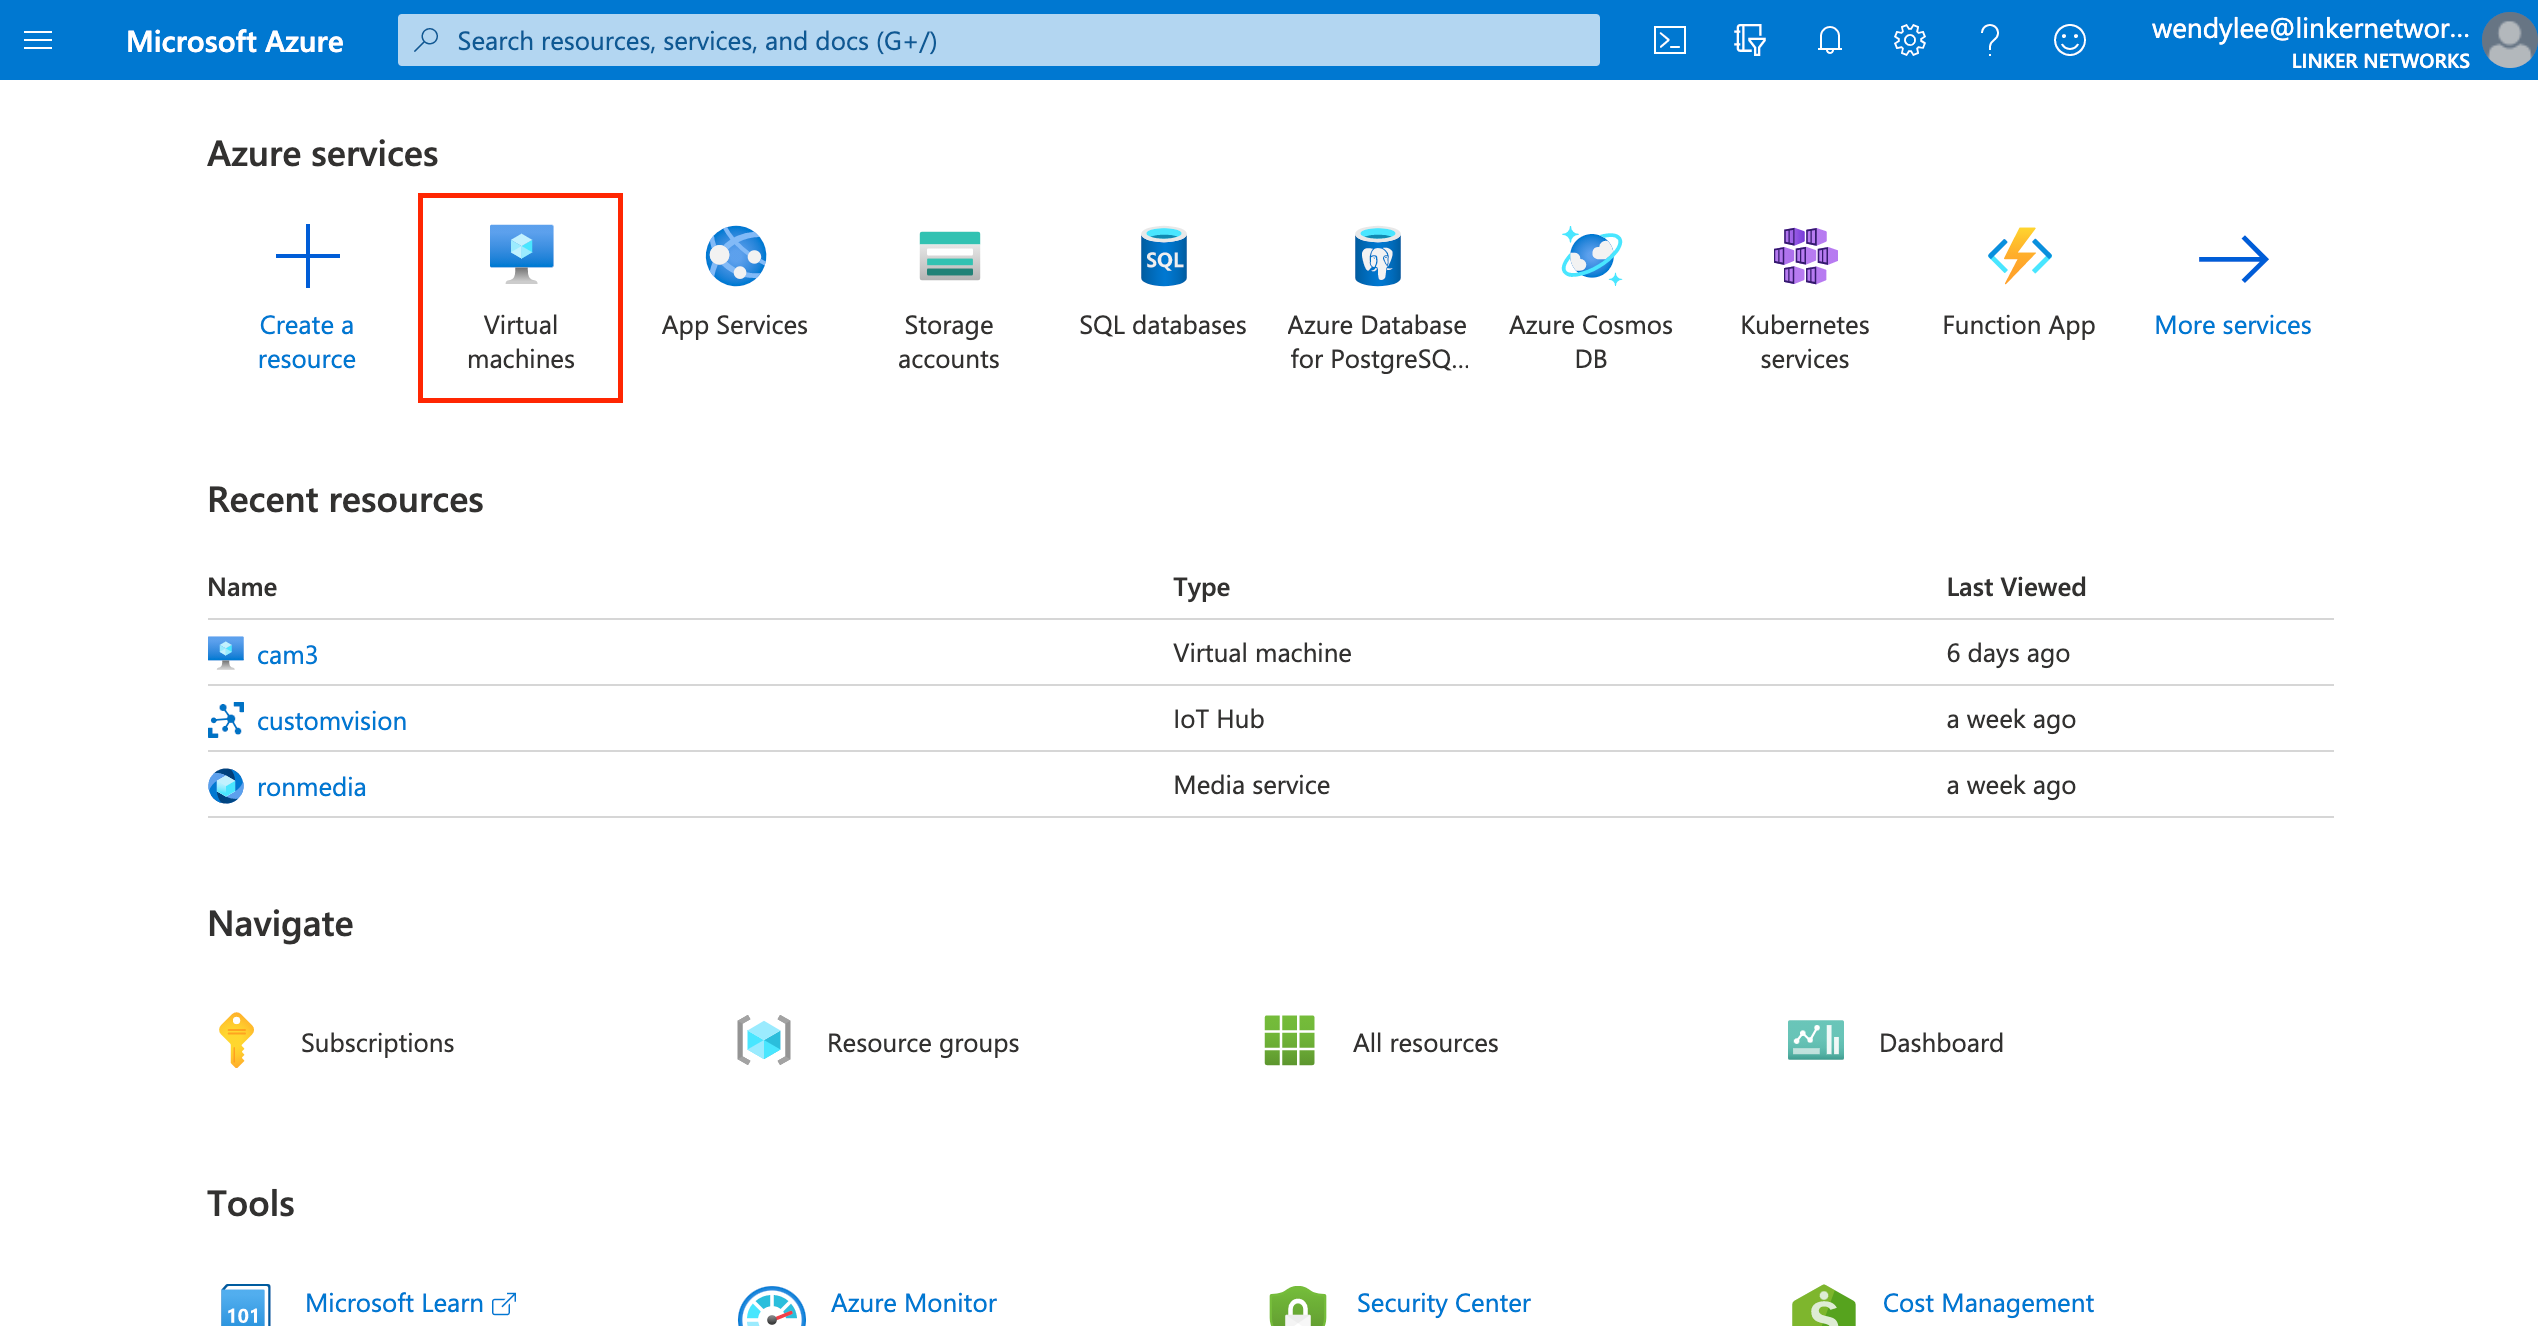 Microsoft Azure
Search resources, services, and docs (G+/)
wendylee@linkernetwor...
LINKER NETWORKS
Azure services
Create a
resource
Virtual
machines
App Services
Storage
accounts
SQL
SQL databases
Azure Database
for PostgreSQ...
Azure Cosmos
DB
Kubernetes
services
Function App
More services
Recent resources
Name Type Last Viewed
cam3 Virtual machine 6 days ago
customvision IoT Hub a week ago
ronmedia Media service a week ago
Navigate
Subscriptions
Resource groups
All resources
Dashboard
Tools
101
Microsoft Learn
Azure Monitor
Security Center
$
Cost Management